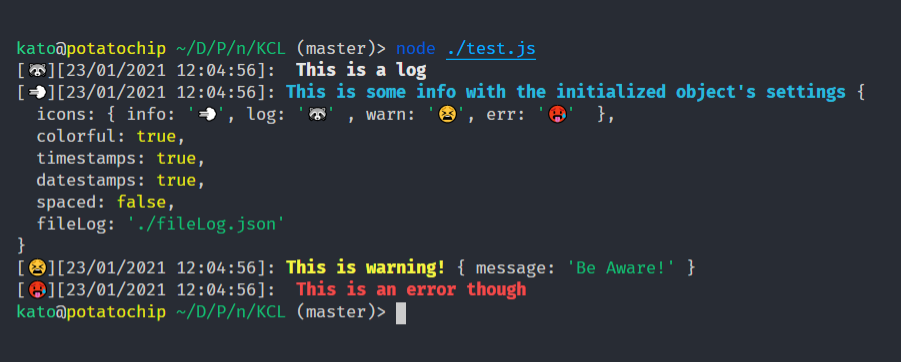 kato@potatochip ~/D/P/n/KCL (master)> node ./test.js
[🦝][23/01/2021 12:04:56]:  This is a log
[💨][23/01/2021 12:04:56]: This is some info with the initialized object's settings {
  icons: { info: '💨', log: '🦝' , warn: '😫', err: '🥵'  },
  colorful: true,
  timestamps: true,
  datestamps: true,
  spaced: false,
  fileLog: './fileLog.json'
}
[😫][23/01/2021 12:04:56]: This is warning! { message: 'Be Aware!' }
[🥵][23/01/2021 12:04:56]:  This is an error though
kato@potatochip ~/D/P/n/KCL (master)>